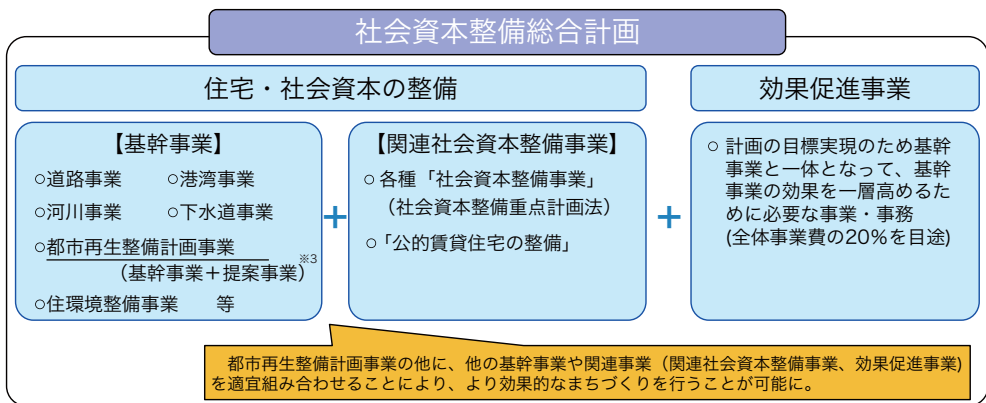 社会資本整備総合計画
住宅・社会資本の整備
【基幹事業】
○道路事業　○港湾事業
○河川事業　○下水道事業
○都市再生整備計画事業
（基幹事業＋提案事業）※3
○住環境整備事業　等
+
【関連社会資本整備事業】
○各種「社会資本整備事業」
（社会資本整備重点計画法）
○「公的賃貸住宅の整備」
+
効果促進事業
○計画の目標実現のため基幹
事業と一体となって、基幹
事業の効果を一層高めるた
めに必要な事業・事務
(全体事業費の20%を目途)
都市再生整備計画事業の他に、他の基幹事業や関連事業（関連社会資本整備事業、効果促進事業)
を適宜組み合わせることにより、より効果的なまちづくりを行うことが可能に。